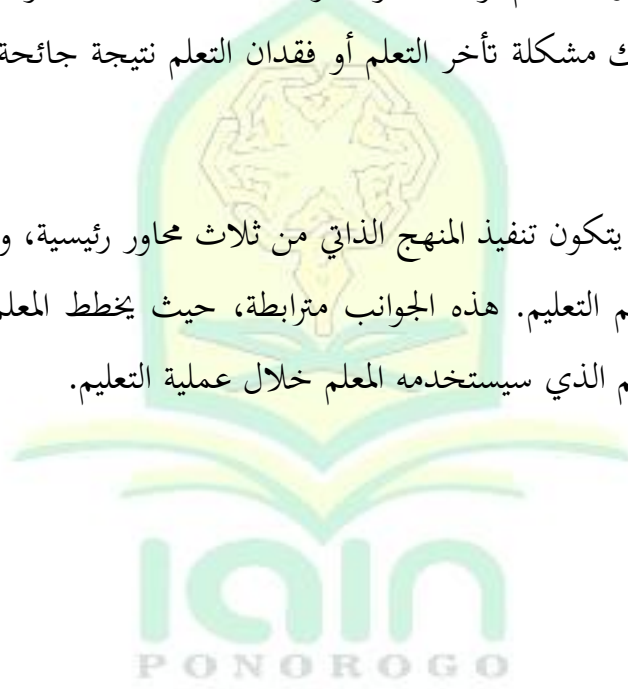 مشكلة تأخر التعلم أو فقدان التعلم نتيجة جائحة
يتكون تنفيذ المنهج الذاتي من ثلاث محاور رئيسية،
التعليم. هذه الجوانب مترابطة، حيث يخطط
الذي سيستخدمه المعلم خلال عملية التعليم.
IAIN
PONOROGO